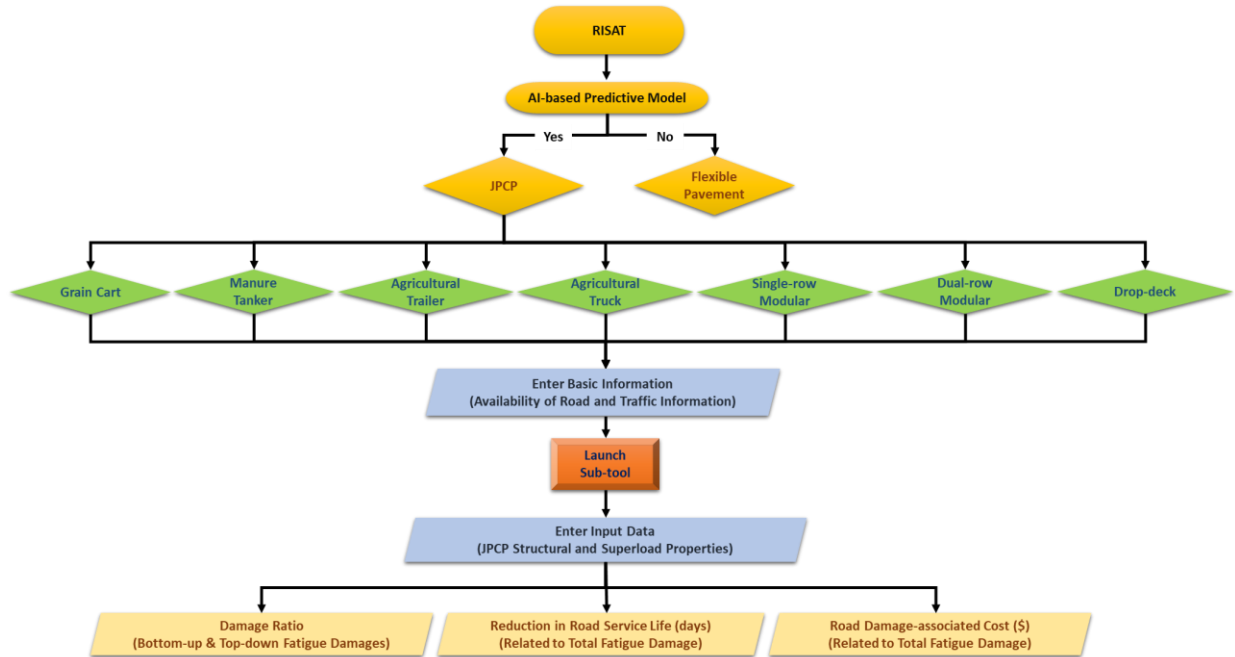 RISAT
AI-based Predictive Model
Yes
No
JPCP
Flexible
Pavement
Grain Cart
Manure
Tanker
Agricultural
Trailer
Agricultural
Truck
Single-row
Modular
Dual-row
Modular
Drop-deck
Enter Basic Information
(Availability of Road and Traffic Information)
Launch
Sub-tool
Enter Input Data
(JPCP Structural and Superload Properties)
Damage Ratio
(Bottom-up & Top-down Fatigue Damages)
Reduction in Road Service Life (days)
(Related to Total Fatigue Damage)
Road Damage-associated Cost ($)
(Related to Total Fatigue Damage)